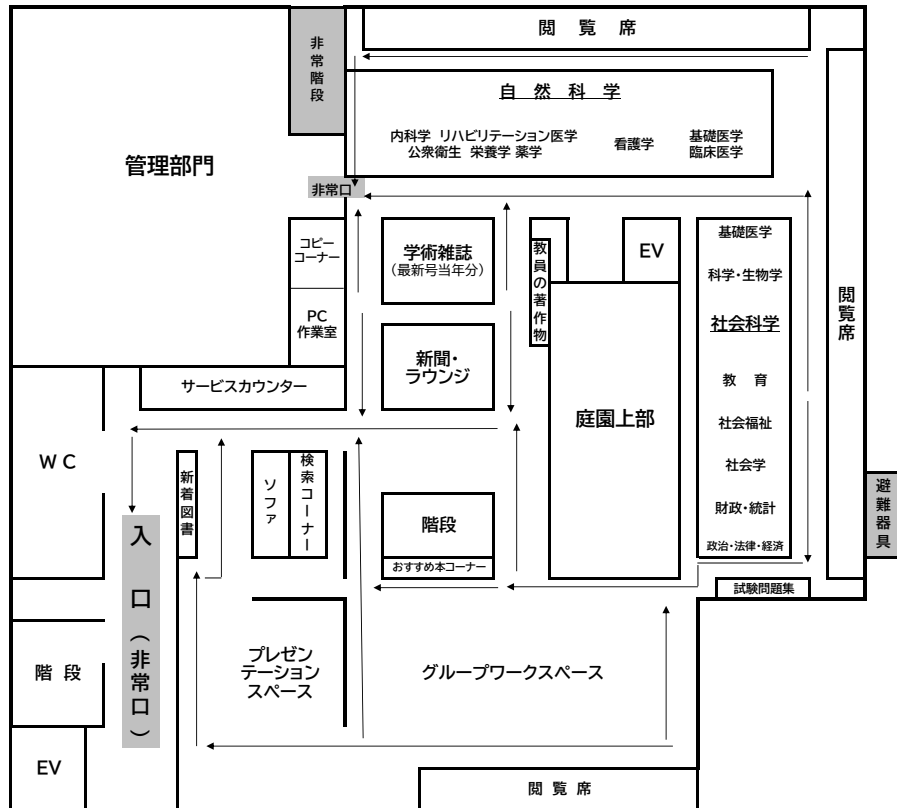 閲 覧 席
非常階段
自 然 科 学
内科学 リハビリテーション医学
公衆衛生 栄養学 薬学
看護学
基礎医学
臨床医学
管理部門
非常口
コピー
コーナー
学術雑誌
（最新号当年分）
教員の著作物
EV
基礎医学
科学・生物学
社会科学
閲覧席
PC
作業室
新聞・
ラウンジ
教 育
サービスカウンター
庭園上部
社会福祉
WC
社会学
新着図書
ソファ
検索コーナー
階段
財政・統計
避難器具
政治・法律・経済
おすすめ本コーナー
試験問題集
入口（非常口）
階 段
プレゼン
テーション
スペース
グループワークスペース
EV
閲 覧 席